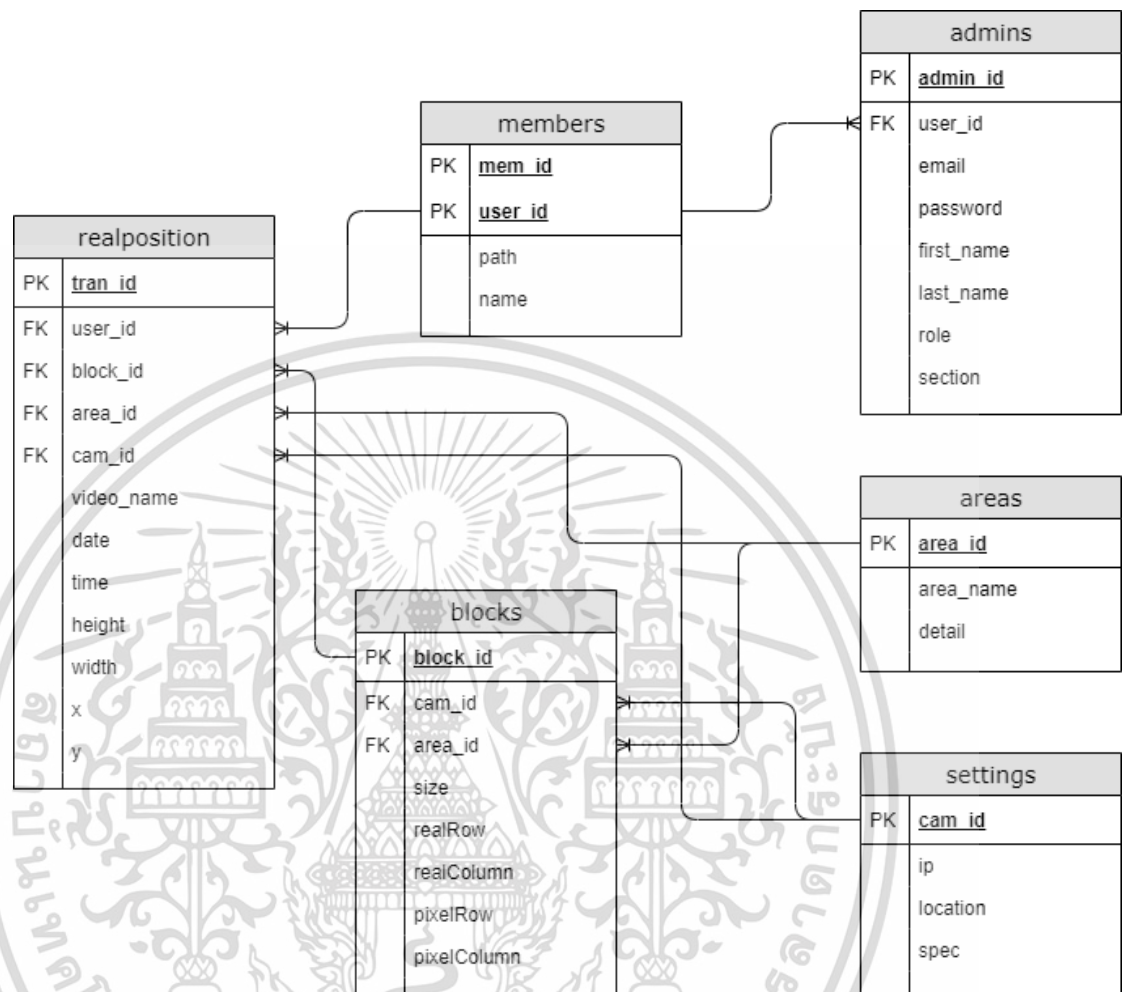 admins
PK admin_id
FK user_id
email
password
first_name
last_name
role
section
members
PK mem_id
PK user_id
path
name
realposition
PK tran_id
FK user_id
FK block_id
FK area_id
FK cam_id
video_name
date
time
height
width
x
y
areas
PK area_id
area_name
detail
blocks
PK block_id
FK cam_id
FK area_id
size
realRow
realColumn
pixelRow
pixelColumn
settings
PK cam_id
ip
location
spec